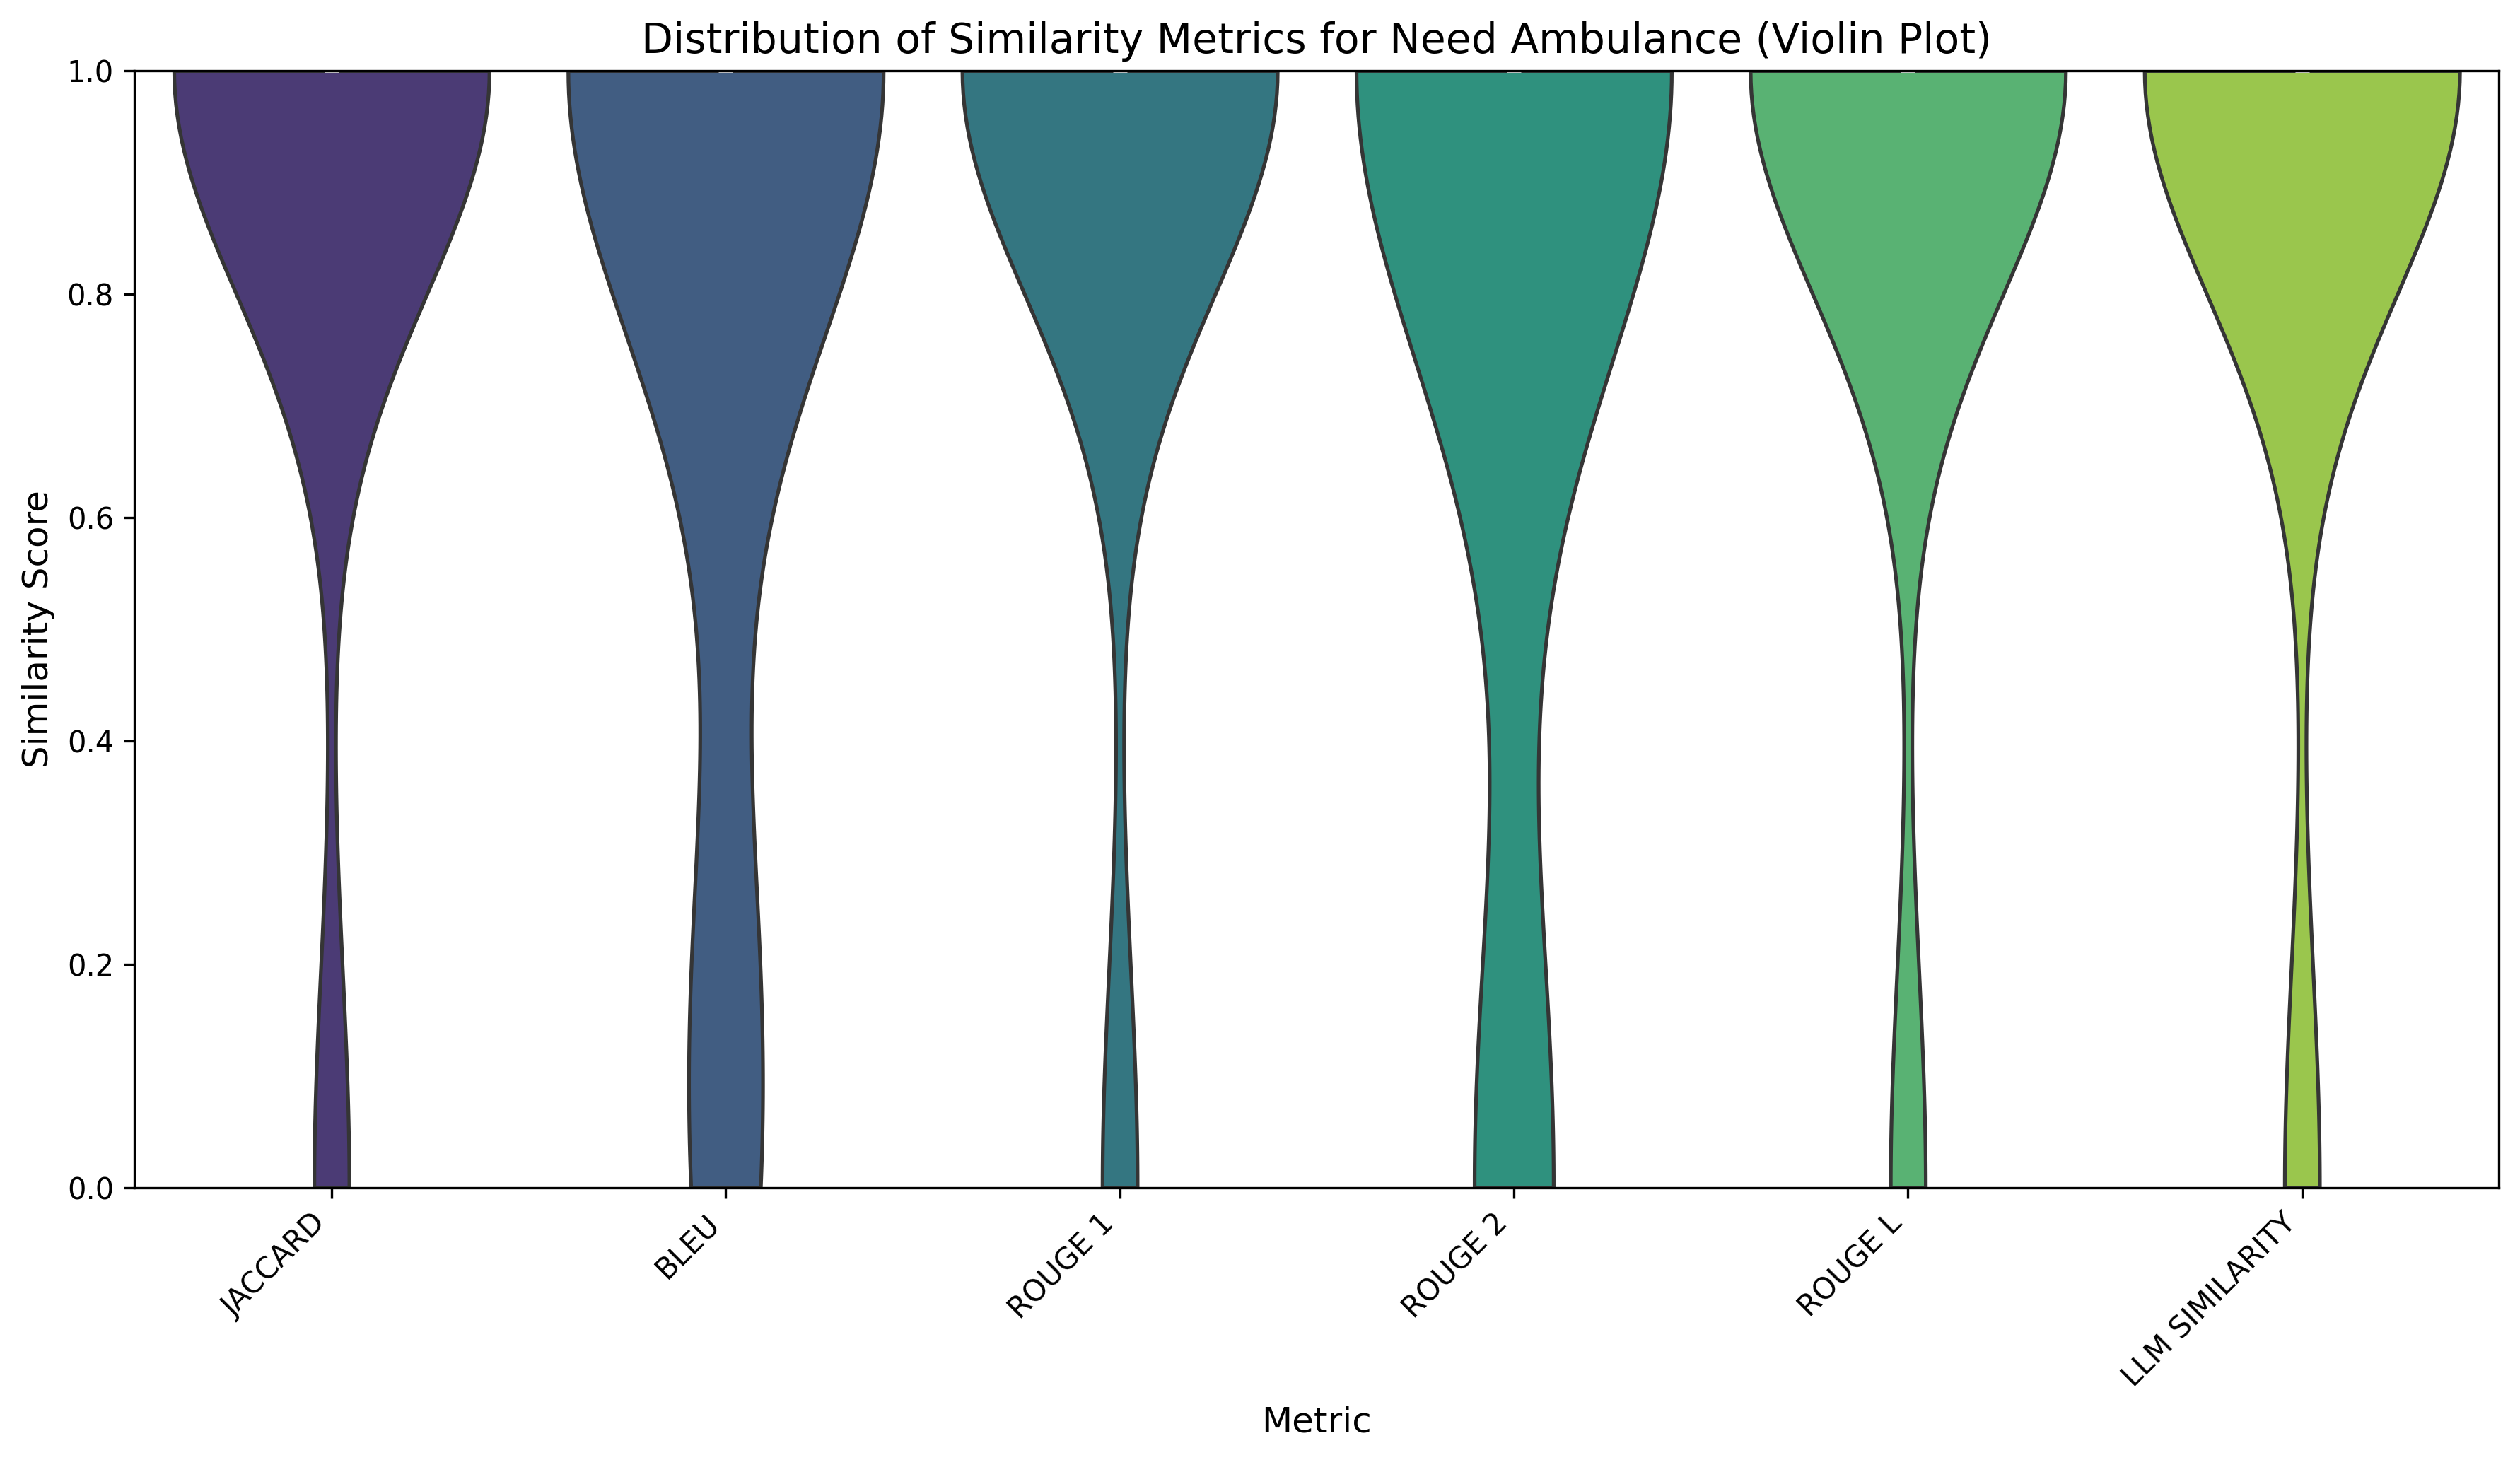 Distribution of Similarity Metrics for Need Ambulance (Violin Plot)
1.0
0.8
0.6
0.4
0.2
0.0
Similarity Score
JACCARD
BLEU
ROUGE 1
ROUGE 2
ROUGE L
LLM SIMILARITY
Metric